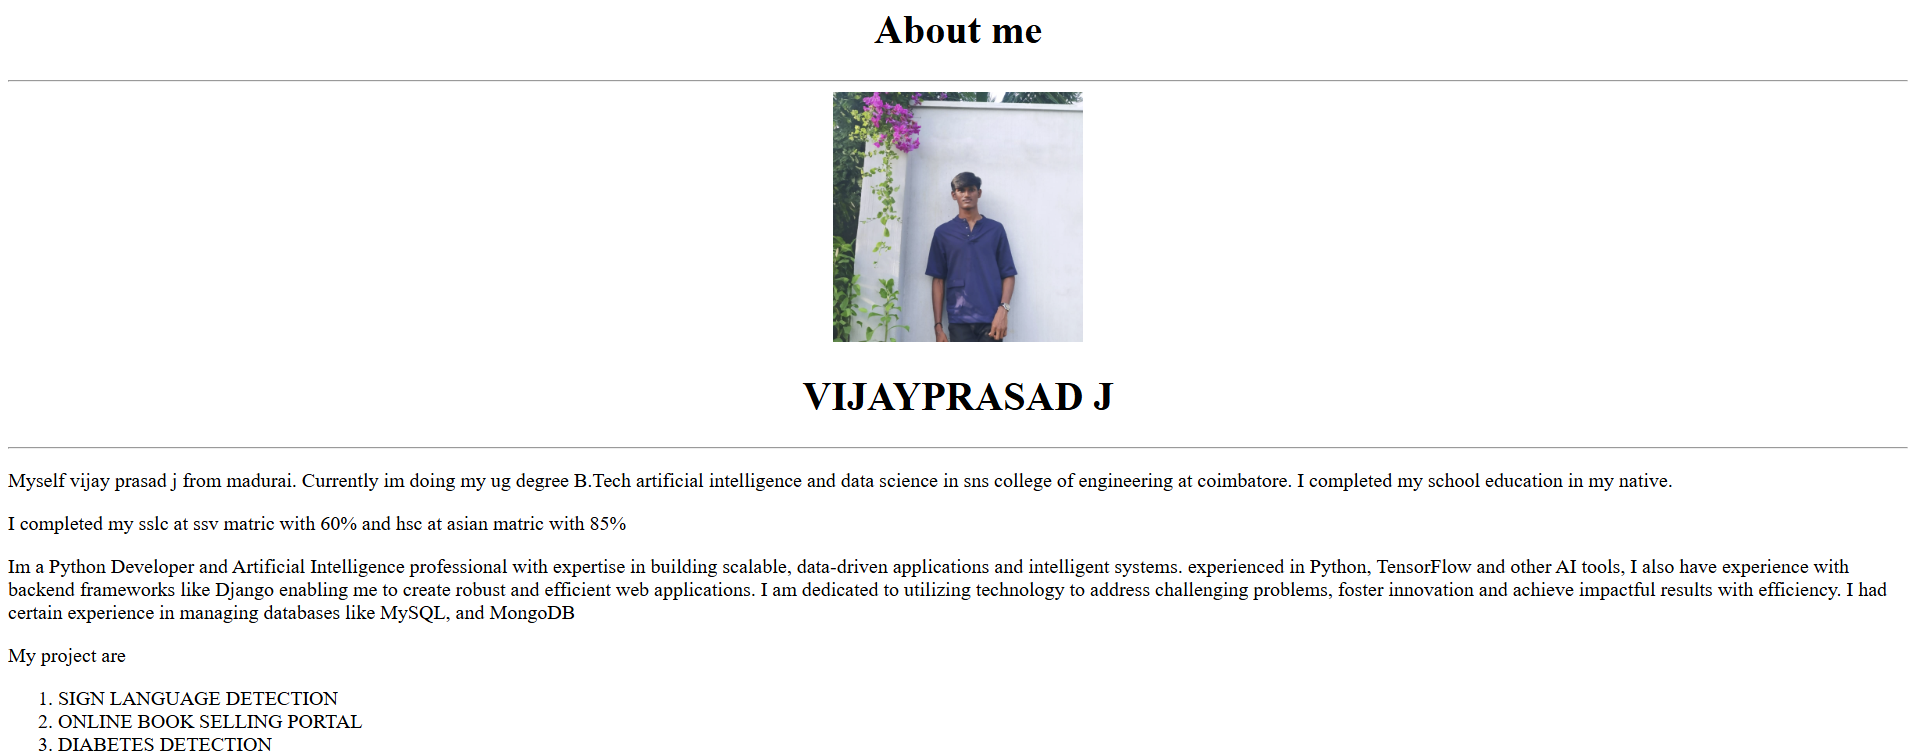 About me
VIJAYPRASAD J
Myself vijay prasad j from madurai. Currently im doing my ug degree B.Tech artificial intelligence and data science in sns college of engineering at coimbatore. I completed my school education in my native.
I completed my sslc at ssv matric with 60% and hsc at asian matric with 85%
Im a Python Developer and Artificial Intelligence professional with expertise in building scalable, data-driven applications and intelligent systems. experienced in Python, TensorFlow and other AI tools, I also have experience with
backend frameworks like Django enabling me to create robust and efficient web applications. I am dedicated to utilizing technology to address challenging problems, foster innovation and achieve impactful results with efficiency. I had
certain experience in managing databases like MySQL, and MongoDB
My project are
1. SIGN LANGUAGE DETECTION
2. ONLINE BOOK SELLING PORTAL
3. DIABETES DETECTION